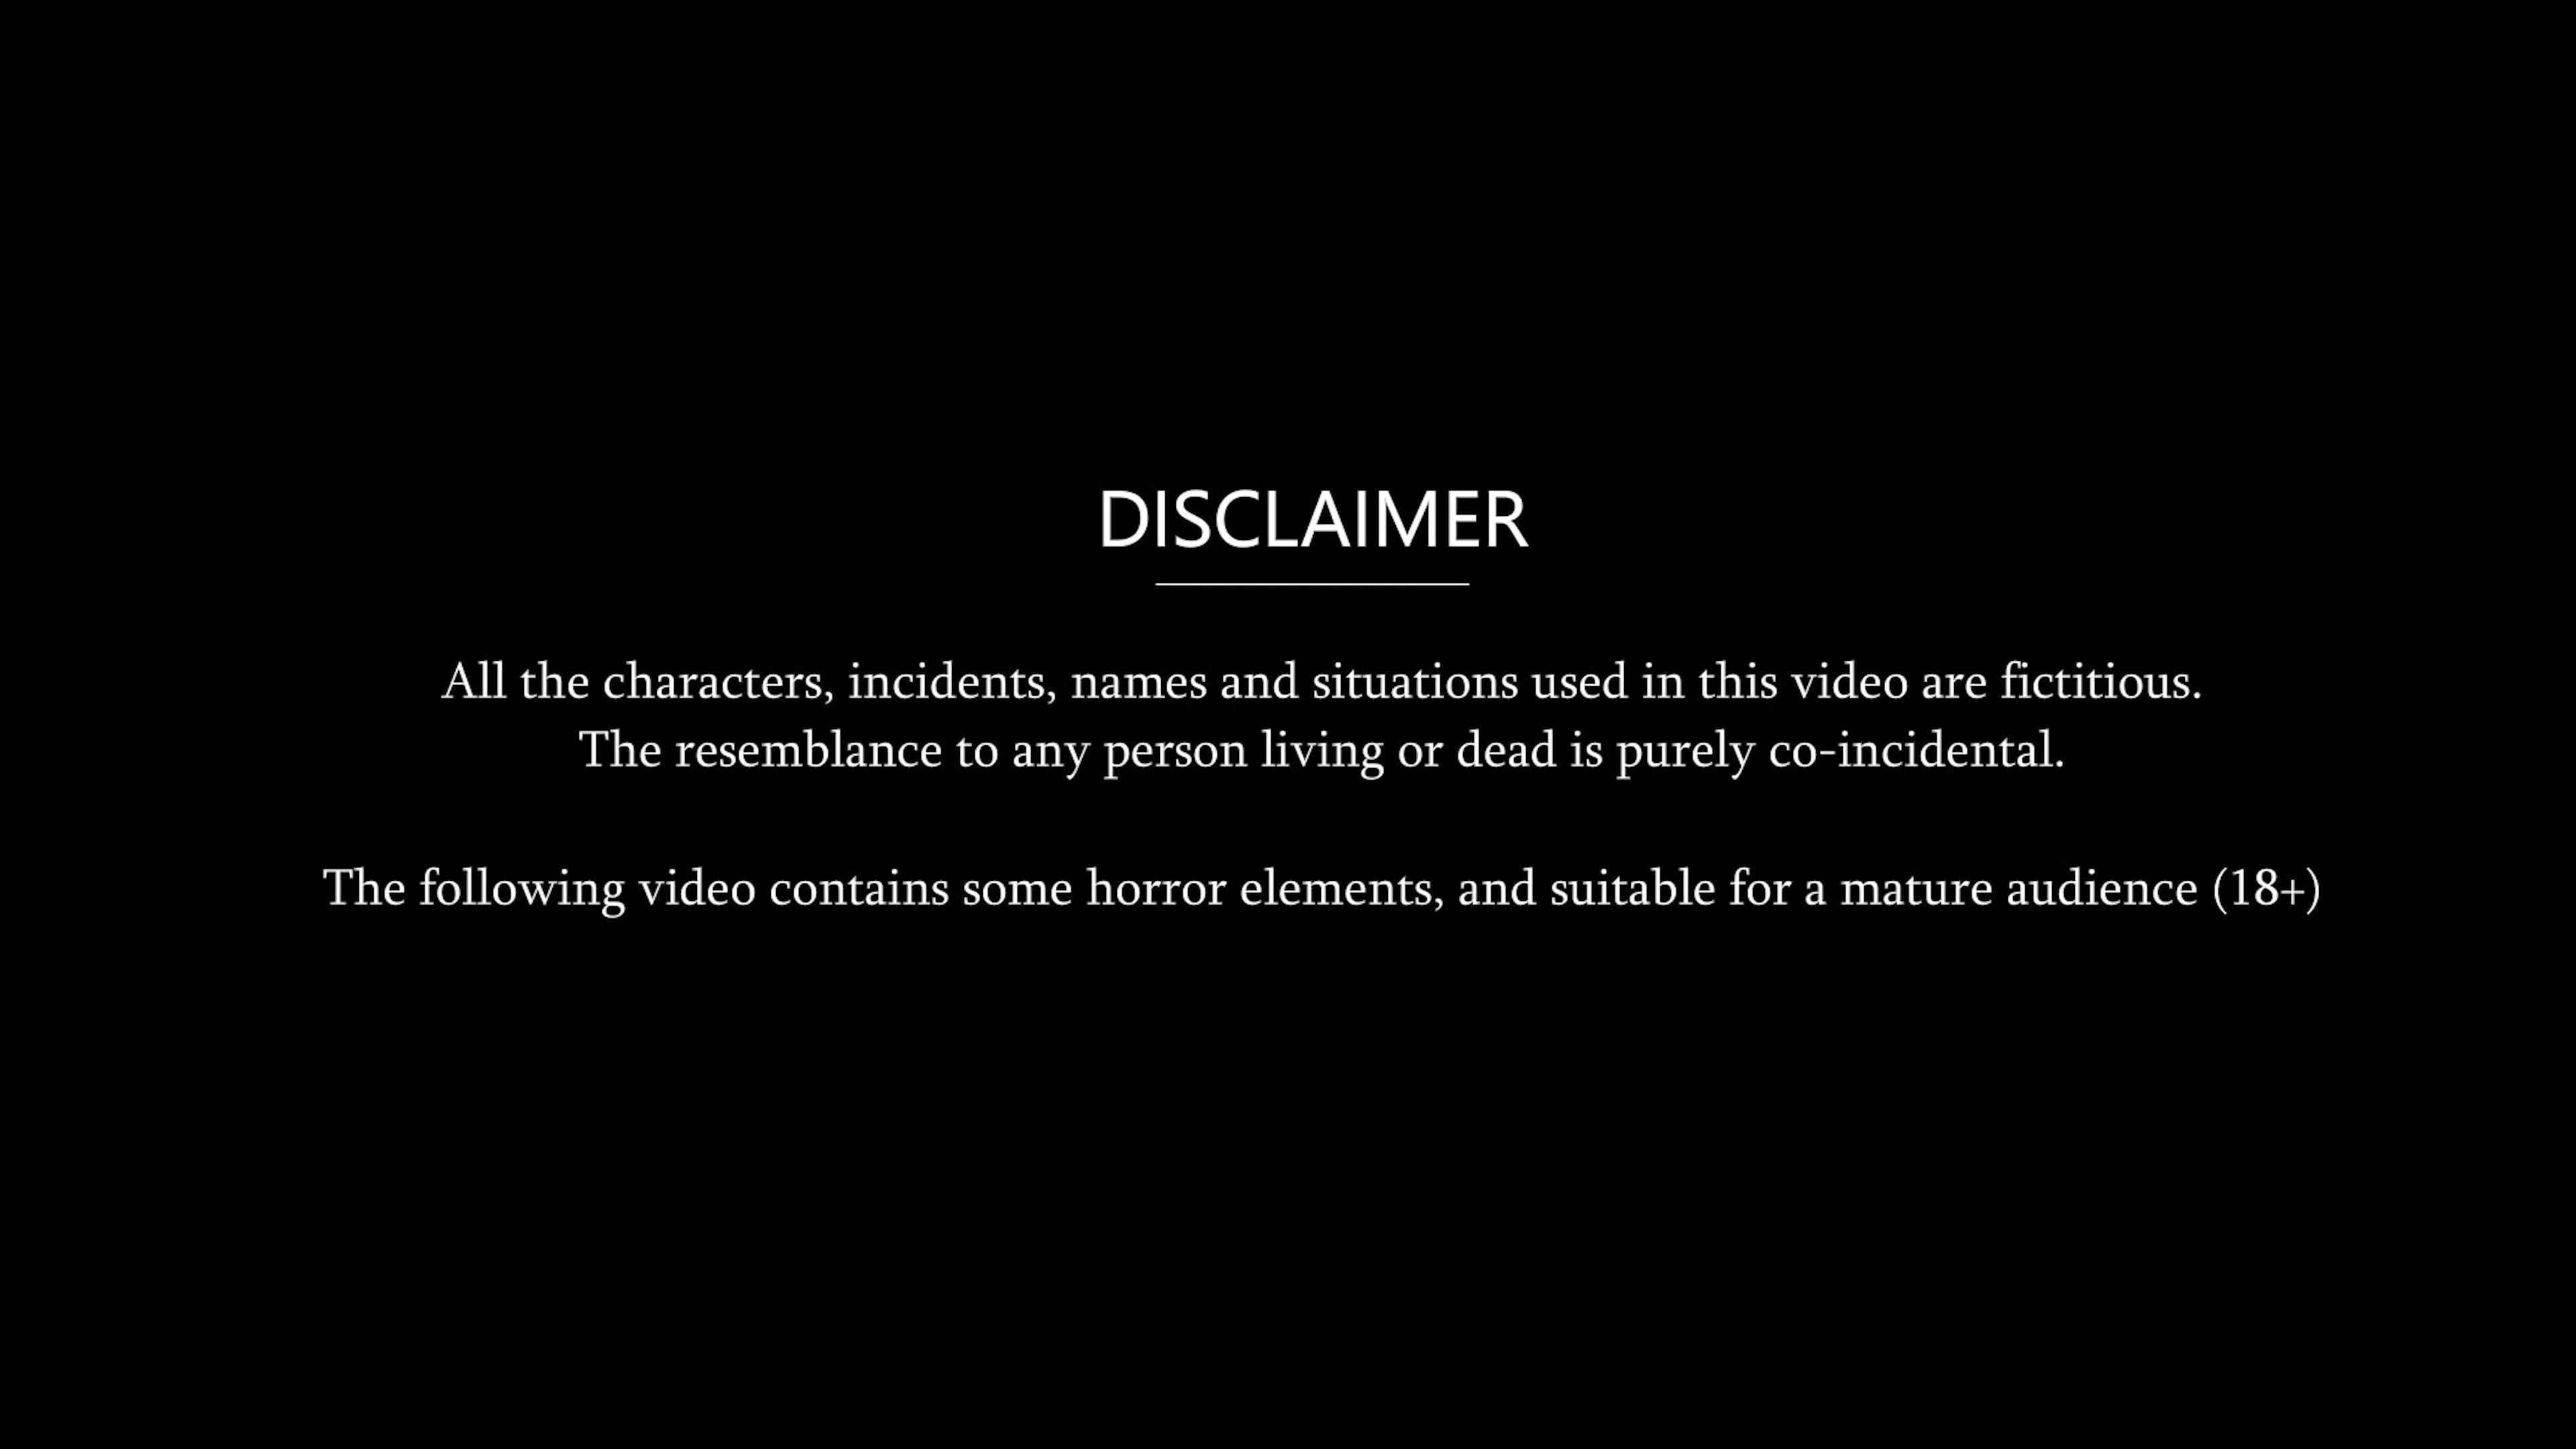 DISCLAIMER
All the characters, incidents, names and situations used in this video are fictitious.
The resemblance to any person living or dead is purely co-incidental.
The following video contains some horror elements, and suitable for a mature audience (18+)